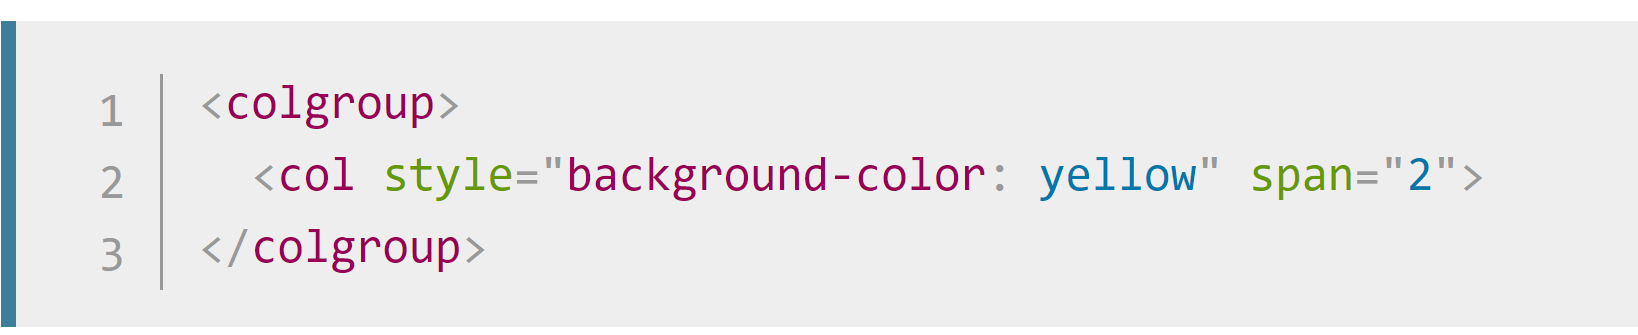 1 <colgroup>
2   <col style="background-color: yellow" span="2">
3 </colgroup>